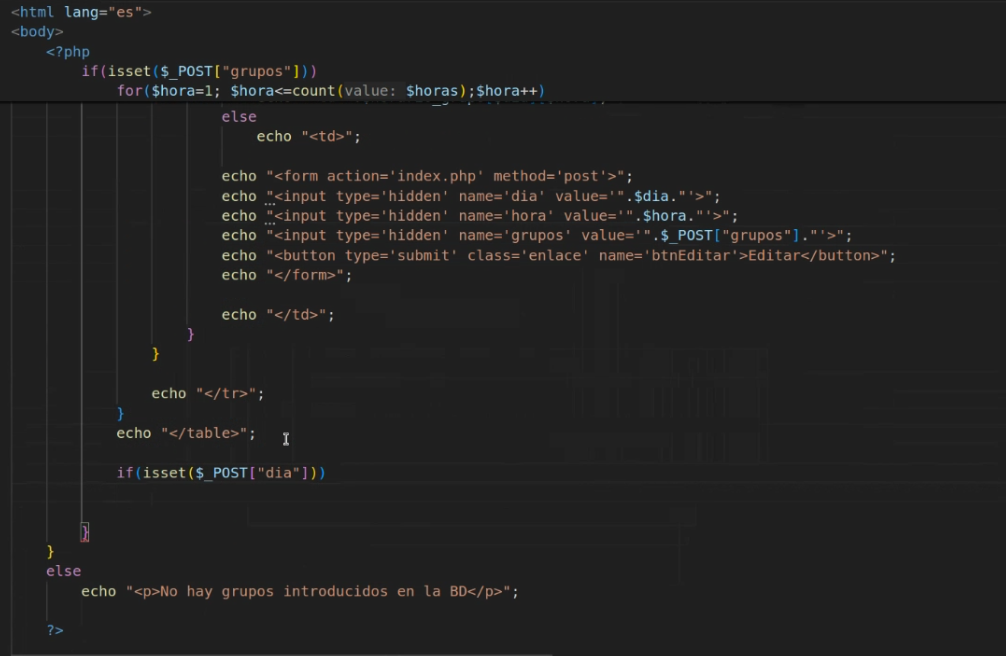 <html lang="es">
<body>
<?php
if(isset($_POST["grupos"]))
for($hora=1; $hora<=count(value: $horas);$hora++)
else
echo "<td>";
echo "<form action='index.php' method='post'>";
echo "<input type='hidden' name='dia' value='".$dia."'>";
echo "<input type='hidden' name='hora' value='".$hora."'>";
echo "<input type='hidden' name='grupos' value='".$_POST["grupos"]."'>";
echo "<button type='submit' class='enlace' name='btnEditar'>Editar</button>";
echo "</form>";
echo "</td>";
}
}
echo "</tr>";
}
echo "</table>";
if(isset($_POST["dia"]))
}
}
else
echo "<p>No hay grupos introducidos en la BD</p>";
?>